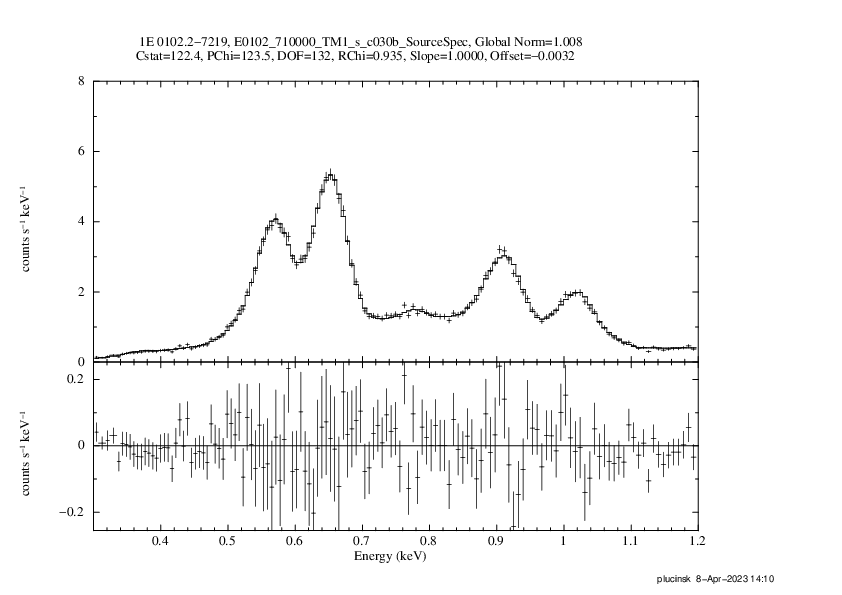 1E 0102.2−7219, E0102_710000_TM1_s_c030b_SourceSpec, Global Norm=1.008
Cstat=122.4, PChi=123.5, DOF=132, RChi=0.935, Slope=1.0000, Offset=−0.0032
8
6
4
2
0
counts s⁻¹ keV⁻¹
0.2
0
−0.2
counts s⁻¹ keV⁻¹
0.4 0.5 0.6 0.7 0.8 0.9 1 1.1 1.2
Energy (keV)
plucinsk 8−Apr−2023 14:10